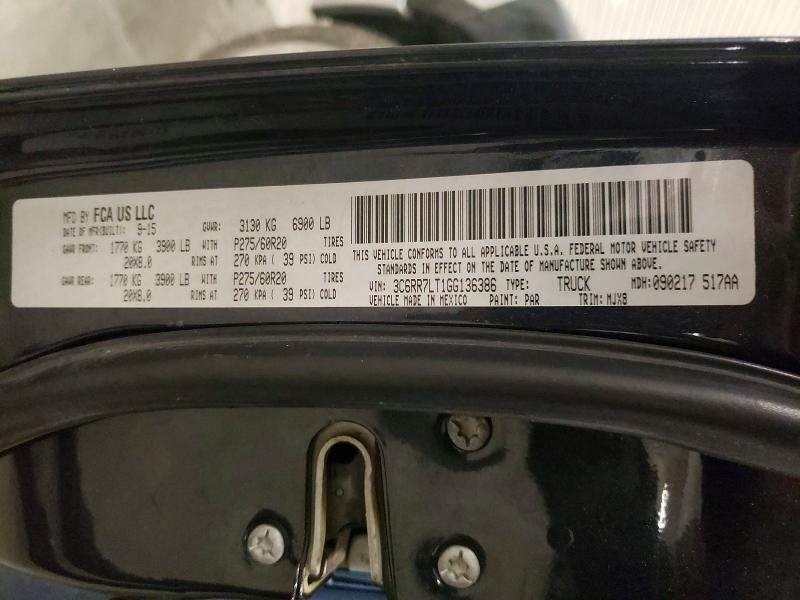 MFD BY FCA US LLC
DATE OF MFR(BUILT): 9-15 GVWR: 3130 KG 6900 LB
GAWR FRONT: 1770 KG 3900 LB WITH P275/60R20 TIRES
20X8.0 RIMS AT 270 KPA ( 39 PSI) COLD
GAWR REAR: 1770 KG 3900 LB WITH P275/60R20 TIRES
20X8.0 RIMS AT 270 KPA ( 39 PSI) COLD
THIS VEHICLE CONFORMS TO ALL APPLICABLE U.S.A. FEDERAL MOTOR VEHICLE SAFETY
STANDARDS IN EFFECT ON THE DATE OF MANUFACTURE SHOWN ABOVE.
VIN: 3C6RR7LT1GG136386 TYPE: TRUCK MDH: 090217 517AA
VEHICLE MADE IN MEXICO PAINT: PAR TRIM: MJX8